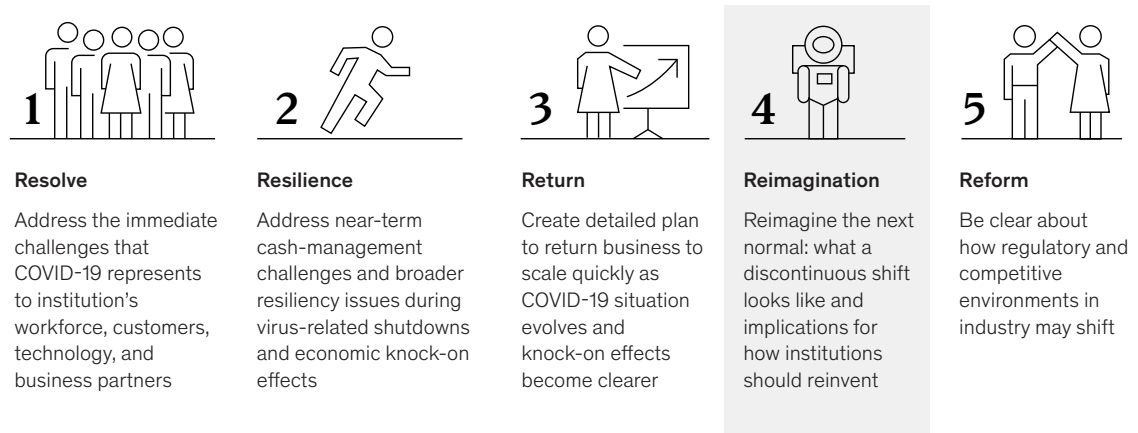 1
Resolve
Address the immediate
challenges that
COVID-19 represents
to institution’s
workforce, customers,
technology, and
business partners
2
Resilience
Address near-term
cash-management
challenges and broader
resiliency issues during
virus-related shutdowns
and economic knock-on
effects
3
Return
Create detailed plan
to return business to
scale quickly as
COVID-19 situation
evolves and
knock-on effects
become clearer
4
Reimagination
Reimagine the next
normal: what a
discontinuous shift
looks like and
implications for
how institutions
should reinvent
5
Reform
Be clear about
how regulatory and
competitive
environments in
industry may shift